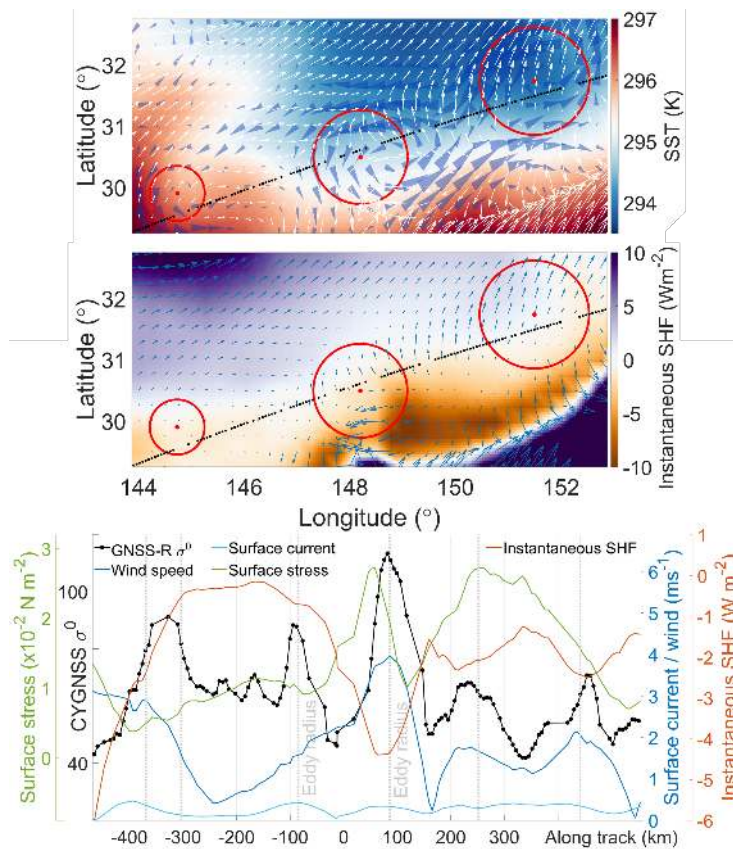 297
32
296
31
295
30
294
Latitude (°)
SST (K)
10
32
5
31
0
30
-5
-10
Latitude (°)
Instantaneous SHF (Wm-2)
144 146 148 150 152
Longitude (°)
GNSS-R σ0 Surface current Instantaneous SHF
Wind speed Surface stress
3
2
1
0
Surface stress (x10-2 N m-2)
100
40
CYGNSS σ0
Eddy radius
Eddy radius
6
5
4
3
2
1
0
Surface current / wind (ms-1)
1
0
-1
-2
-3
-4
-5
-6
Instantaneous SHF (W m-2)
-400 -300 -200 -100 0 100 200 300 Along track (km)